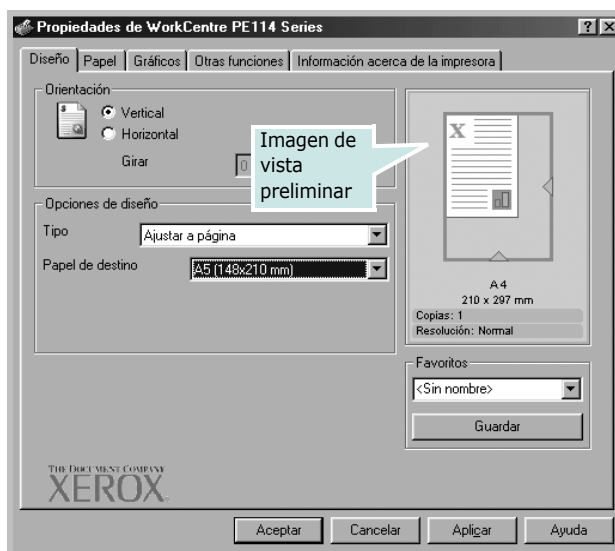 Propiedades de WorkCentre PE114 Series
Diseño Papel Gráficos Otras funciones Información acerca de la impresora
Orientación
Vertical
Horizontal
Girar
0
Imagen de
vista
preliminar
Opciones de diseño
Tipo
Ajustar a página
Papel de destino
A5 (148x210 mm)
X
A4
210 x 297 mm
Copias: 1
Resolución: Normal
Favoritos
<Sin nombre>
Guardar
THE DOCUMENT COMPANY
XEROX
Aceptar Cancelar Aplicar Ayuda